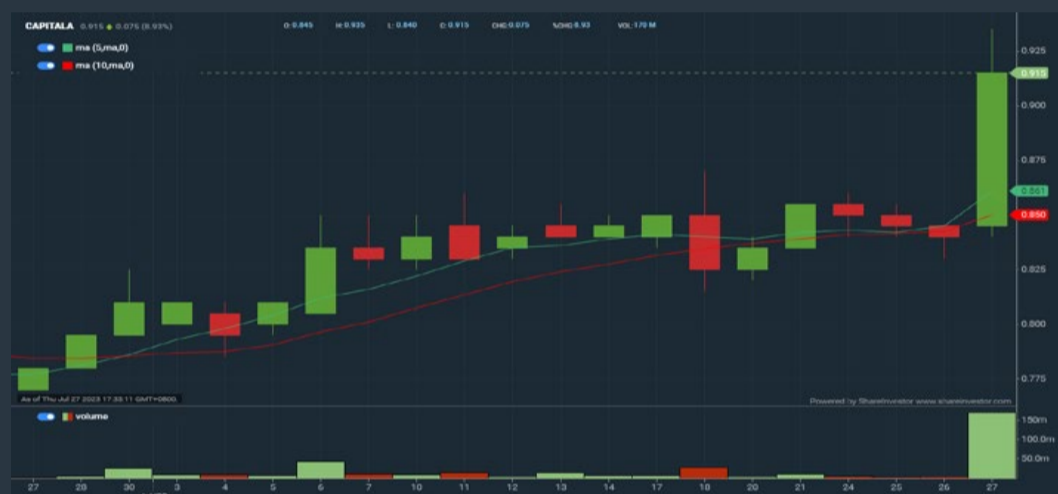 CAPITALA 0.915 0.075 (8.93%) O: 0.845 H: 0.935 L: 0.840 C: 0.915 CHG: 0.075 %CHG: 8.93 VOL: 170 M
ma (5,ma,0)
ma (10,ma,0)
0.925
0.915
0.900
0.875
0.861
0.850
0.825
0.800
0.775
As of Thu Jul 27 2023 17:33:11 GMT+0800.
Powered by ShareInvestor www.shareinvestor.com
volume
150m
100.0m
50.0m
27 28 30 3 4 5 6 7 10 11 12 13 14 17 18 20 21 24 25 26 27